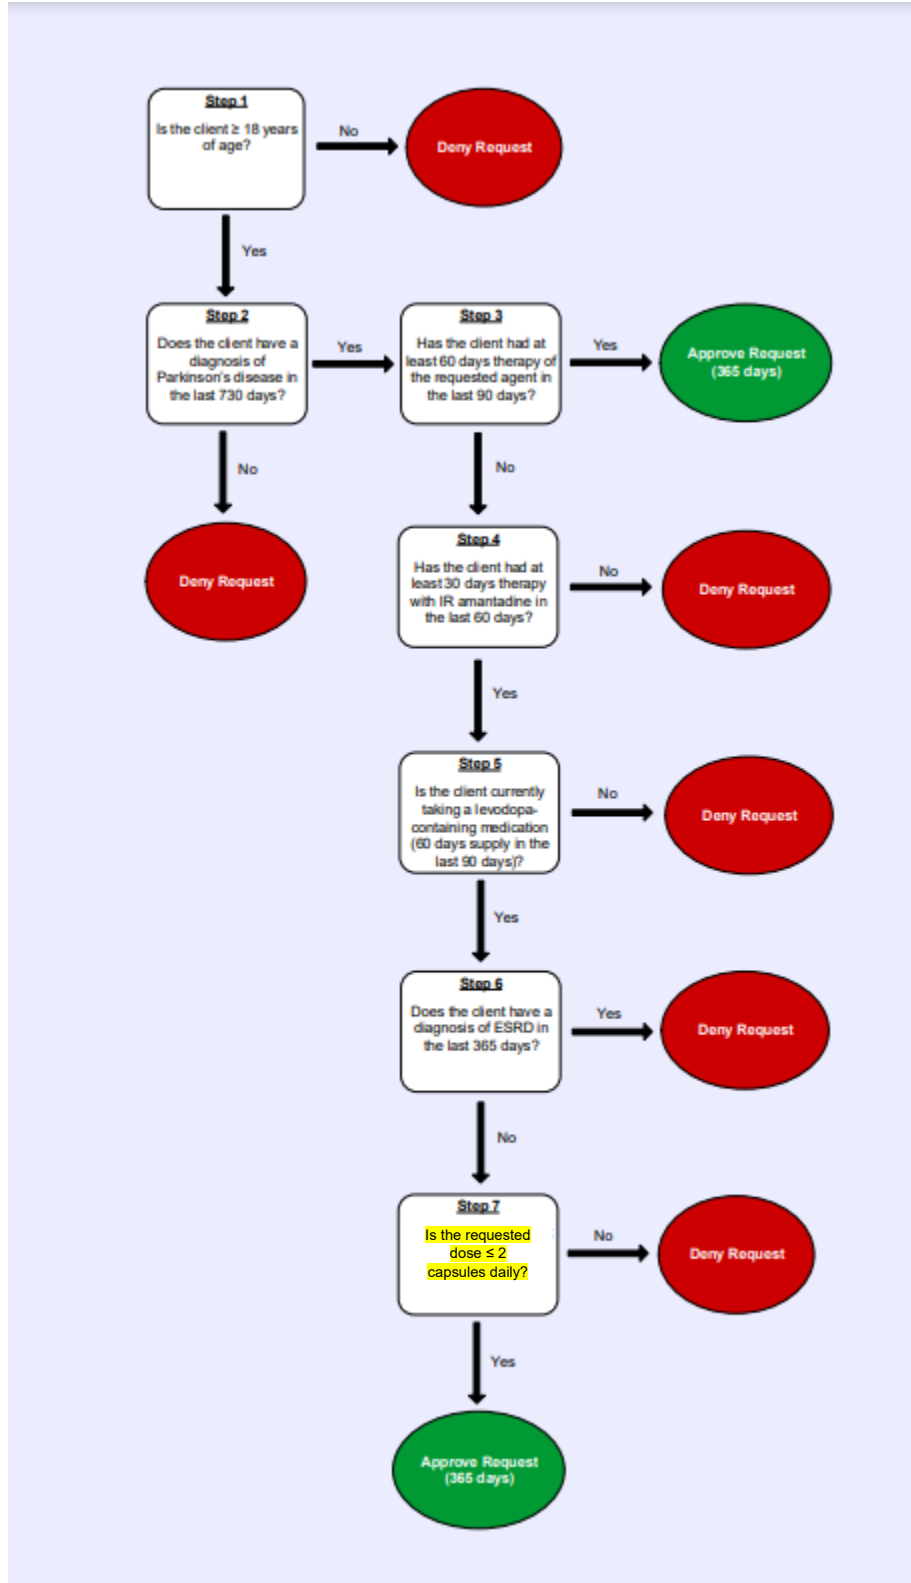 Step 1
Is the client ≥ 18 years
of age?
No
Deny Request
Yes
Step 2
Does the client have a
diagnosis of
Parkinson's disease in
the last 730 days?
Yes
Step 3
Has the client had at
least 60 days therapy of
the requested agent in
the last 90 days?
Yes
Approve Request
(365 days)
No
Deny Request
No
Step 4
Has the client had at
least 30 days therapy
with IR amantadine in
the last 60 days?
No
Deny Request
Yes
Step 5
Is the client currently
taking a levodopa-
containing medication
(60 days supply in the
last 90 days)?
No
Deny Request
Yes
Step 6
Does the client have a
diagnosis of ESRD in
the last 365 days?
Yes
Deny Request
No
Step 7
Is the requested
dose ≤ 2
capsules daily?
No
Deny Request
Yes
Approve Request
(365 days)